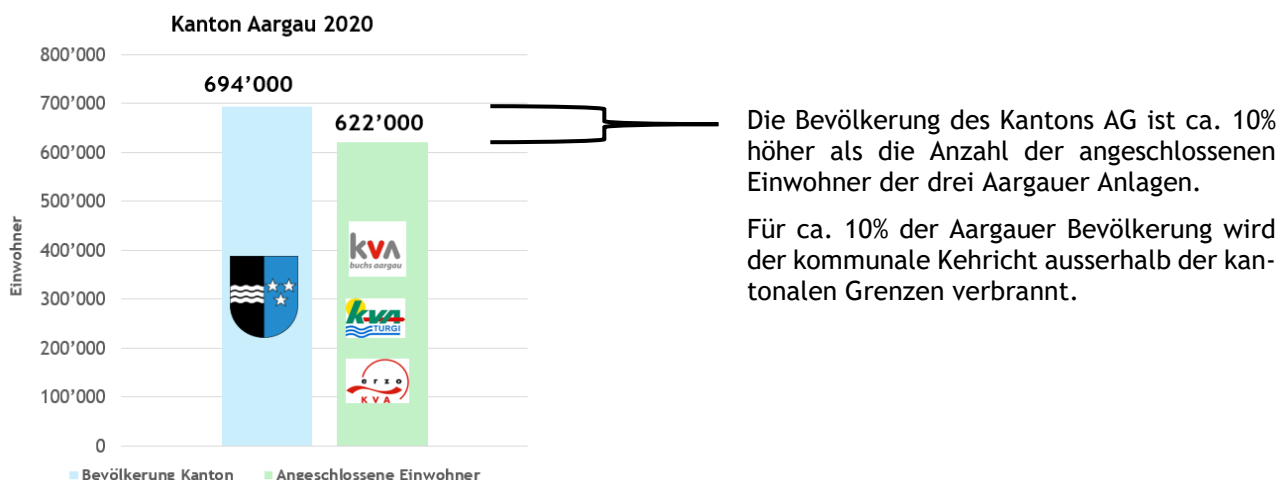 Kanton Aargau 2020
800’000
700’000
600’000
500’000
400’000
300’000
200’000
100’000
0
Einwohner
694’000
622’000
kvA
buchs aargau
kva
TURGI
erzo
KVA
Bevölkerung Kanton
Angeschlossene Einwohner
Die Bevölkerung des Kantons AG ist ca. 10%
höher als die Anzahl der angeschlossenen
Einwohner der drei Aargauer Anlagen.
Für ca. 10% der Aargauer Bevölkerung wird
der kommunale Kehricht ausserhalb der kan-
tonalen Grenzen verbrannt.